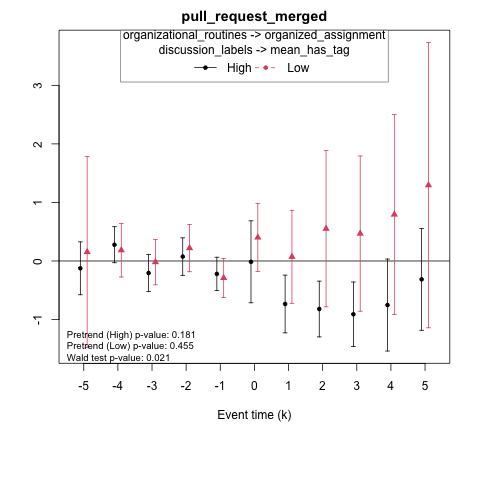 pull_request_merged
organizational_routines -> organized_assignment
discussion_labels -> mean_has_tag
High Low
3
2
1
0
-1
Pretrend (High) p-value: 0.181
Pretrend (Low) p-value: 0.455
Wald test p-value: 0.021
-5 -4 -3 -2 -1 0 1 2 3 4 5
Event time (k)